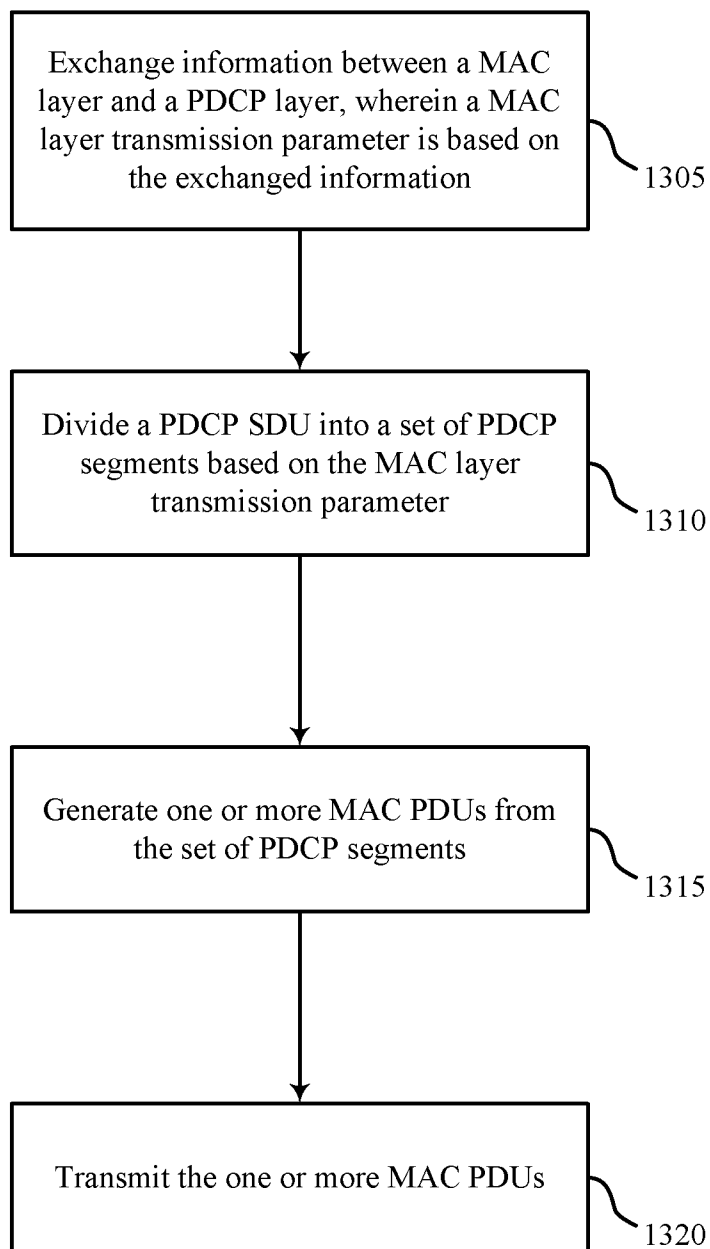 Exchange information between a MAC
layer and a PDCP layer, wherein a MAC
layer transmission parameter is based on
the exchanged information
1305
Divide a PDCP SDU into a set of PDCP
segments based on the MAC layer
transmission parameter
1310
Generate one or more MAC PDUs from
the set of PDCP segments
1315
Transmit the one or more MAC PDUs
1320